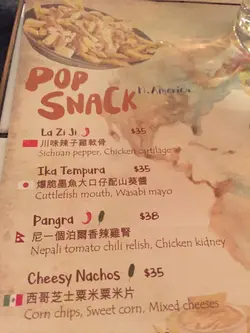 POP
SNACK
N. America
La Zi Ji $35
川味辣子雞軟骨
Sichuan pepper, Chicken cartilage
Ika Tempura $35
爆脆墨魚大口仔配山葵醬
Cuttlefish mouth, Wasabi mayo
Pangra $38
尼一個泊爾香辣雞腎
Nepali tomato chili relish, Chicken kidney
Cheesy Nachos $35
西哥芝士粟米粟米片
Corn chips, Sweet corn, Mixed cheeses